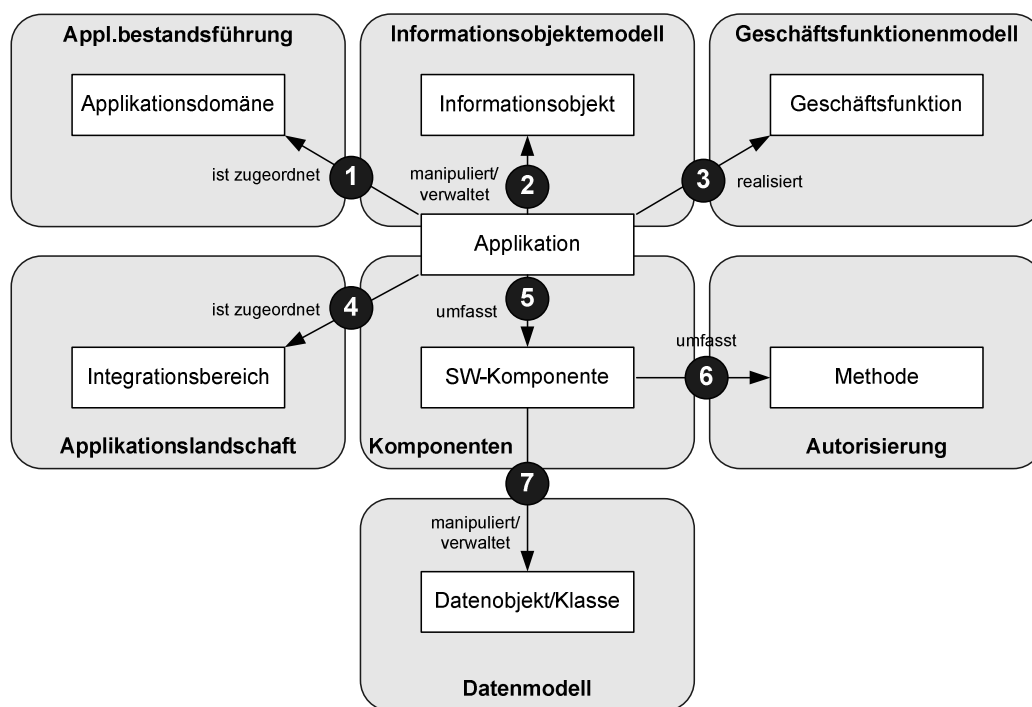 Appl.bestandsführung
Informationsobjektemodell
Geschäftsfunktionenmodell
Applikationsdomäne
Informationsobjekt
Geschäftsfunktion
ist zugeordnet
1
manipuliert/
verwaltet
2
3
realisiert
Applikation
ist zugeordnet
4
umfasst
5
umfasst
6
Integrationsbereich
SW-Komponente
Methode
Applikationslandschaft
Komponenten
Autorisierung
7
manipuliert/
verwaltet
Datenobjekt/Klasse
Datenmodell